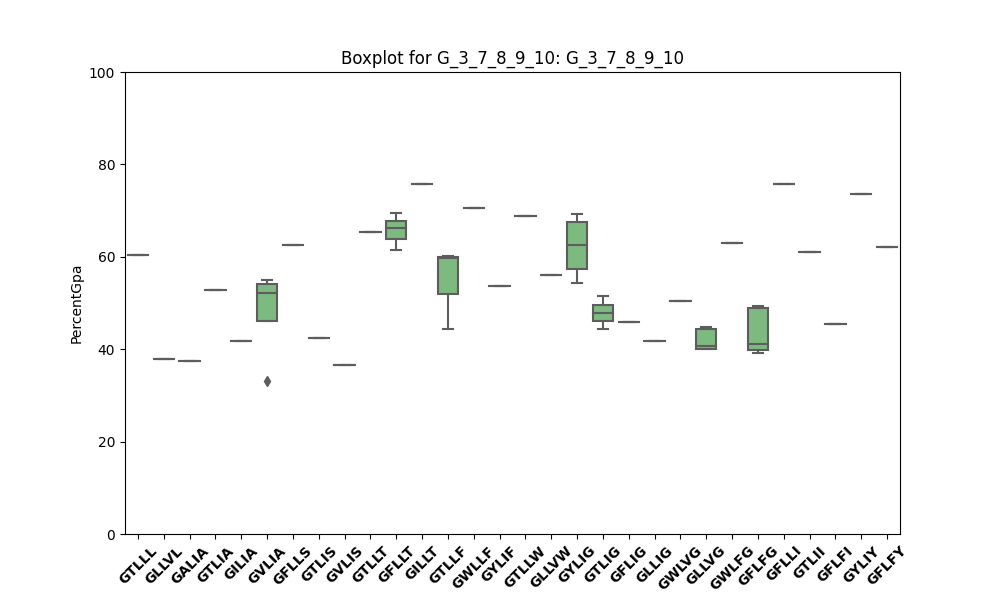 Boxplot for G_3_7_8_9_10: G_3_7_8_9_10
100
80
60
40
20
0
PercentGpa
GTLLL
GLLVL
GALIA
GTLIA
GILIA
GVLIA
GFLLS
GTLIS
GVLIS
GTLLT
GFLLT
GILLT
GTLLF
GWLLF
GYLIF
GTLLW
GLLVW
GYLIG
GTLIG
GFLIG
GLLIG
GWLVG
GLLVG
GWLFG
GFLFG
GFLLI
GTLII
GFLFI
GYLIY
GFLFY